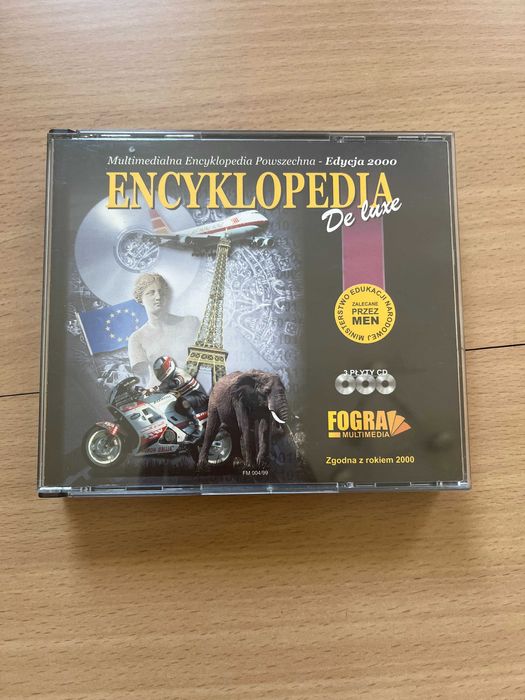 Multimedialna Encyklopedia Powszechna - Edycja 2000
ENCYKLOPEDIA
De luxe
MINISTERSTWO EDUKACJI NARODOWEJ
ZALECANE
PRZEZ
MEN
3 PŁYTY CD
FOGRA
MULTIMEDIA
Zgodna z rokiem 2000
FM 004/99